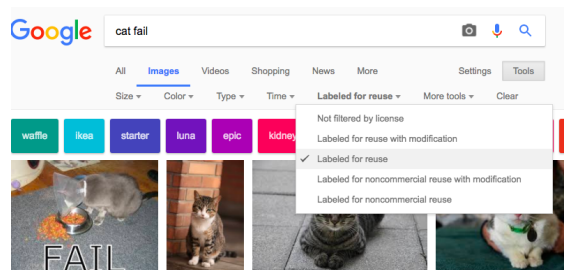 Google
cat fail
All Images Videos Shopping News More Settings Tools
Size Color Type Time Labeled for reuse More tools Clear
Not filtered by license
Labeled for reuse with modification
Labeled for reuse
Labeled for noncommercial reuse with modification
Labeled for noncommercial reuse
waffle ikea starter luna epic kidney
FAIL